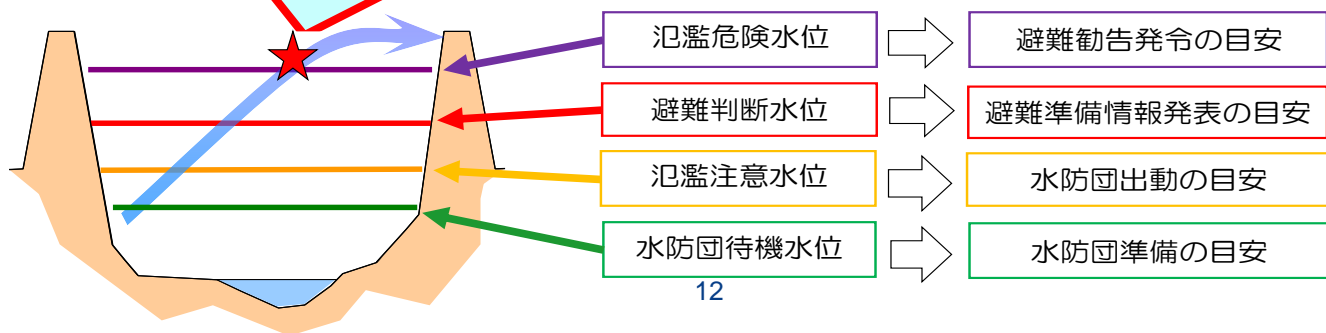 氾濫危険水位
避難勧告発令の目安
避難判断水位
避難準備情報発表の目安
氾濫注意水位
水防団出動の目安
水防団待機水位
水防団準備の目安
12